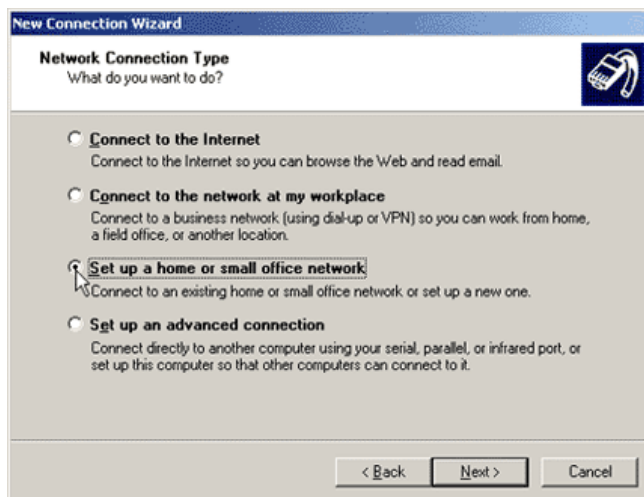 New Connection Wizard
Network Connection Type
What do you want to do?
Connect to the Internet
Connect to the Internet so you can browse the Web and read email.
Connect to the network at my workplace
Connect to a business network (using dial-up or VPN) so you can work from home,
a field office, or another location.
Set up a home or small office network
Connect to an existing home or small office network or set up a new one.
Set up an advanced connection
Connect directly to another computer using your serial, parallel, or infrared port, or
set up this computer so that other computers can connect to it.
< Back
Next >
Cancel